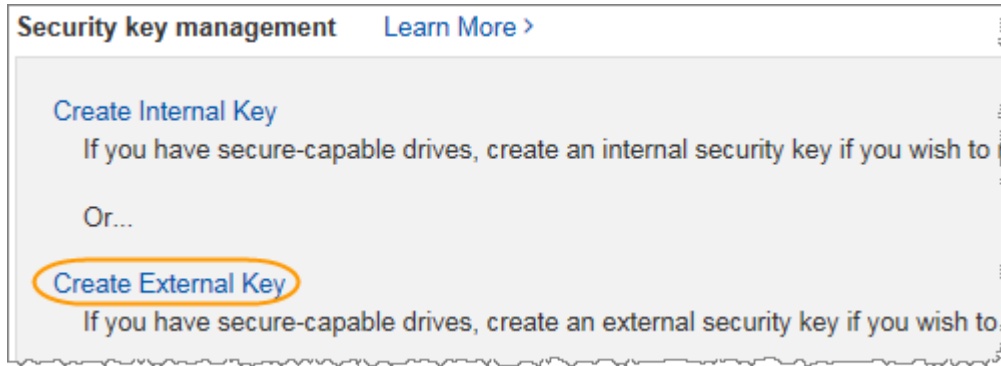 Security key management Learn More >
Create Internal Key
If you have secure-capable drives, create an internal security key if you wish to
Or...
Create External Key
If you have secure-capable drives, create an external security key if you wish to